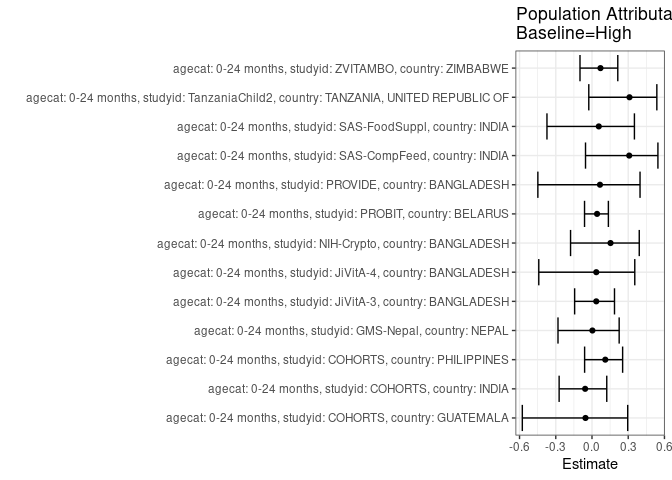 Population Attributa
Baseline=High
agecat: 0-24 months, studyid: ZVITAMBO, country: ZIMBABWE
agecat: 0-24 months, studyid: TanzaniaChild2, country: TANZANIA, UNITED REPUBLIC OF
agecat: 0-24 months, studyid: SAS-FoodSuppl, country: INDIA
agecat: 0-24 months, studyid: SAS-CompFeed, country: INDIA
agecat: 0-24 months, studyid: PROVIDE, country: BANGLADESH
agecat: 0-24 months, studyid: PROBIT, country: BELARUS
agecat: 0-24 months, studyid: NIH-Crypto, country: BANGLADESH
agecat: 0-24 months, studyid: JiVitA-4, country: BANGLADESH
agecat: 0-24 months, studyid: JiVitA-3, country: BANGLADESH
agecat: 0-24 months, studyid: GMS-Nepal, country: NEPAL
agecat: 0-24 months, studyid: COHORTS, country: PHILIPPINES
agecat: 0-24 months, studyid: COHORTS, country: INDIA
agecat: 0-24 months, studyid: COHORTS, country: GUATEMALA
-0.6 -0.3 0.0 0.3 0.6
Estimate